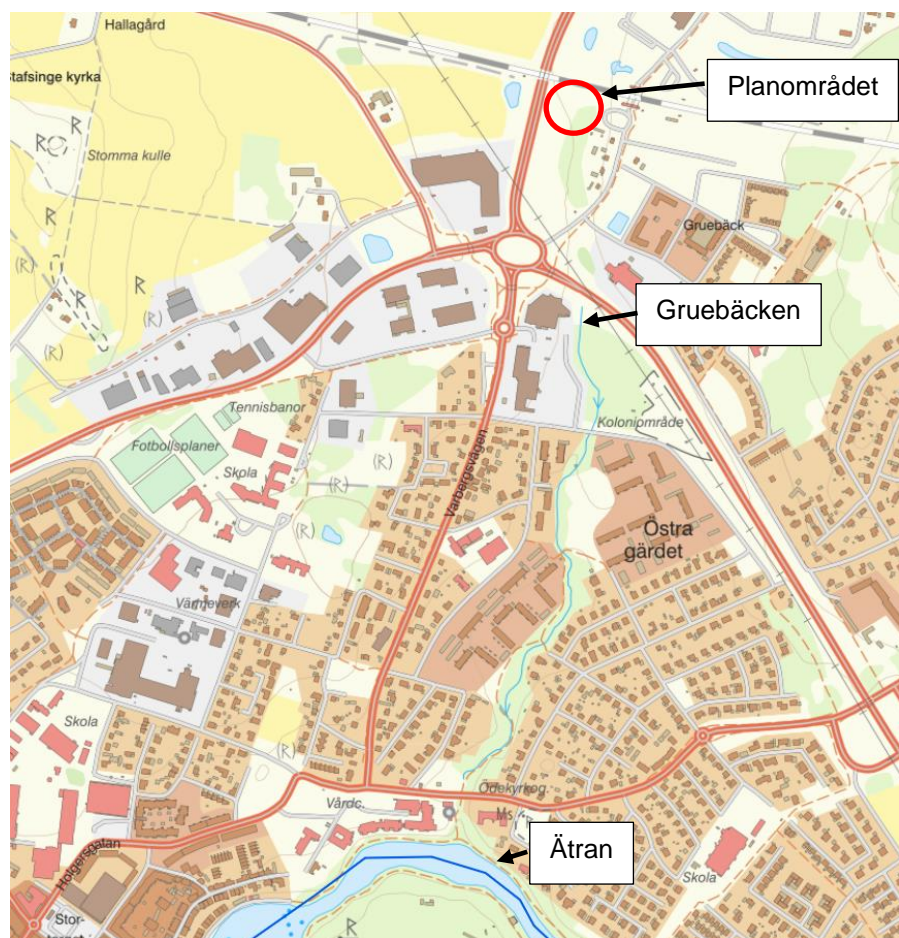 Hallagård
Stafsinge kyrka
R
R
Stomma kulle
R
R
R
R
(R)
(R)
(R)
Planområdet
Gruebäck
Gruebäcken
Koloniområde
Tennisbanor
Fotbollsplaner
Skola
(R)
(R)
(R)
Varbergsvägen
Östra
gärdet
Värmeverk
Skola
(R)
Vårdc.
Ödekyrkog.
Ms
Ätran
Skola
Holgersgatan
Stor-
R